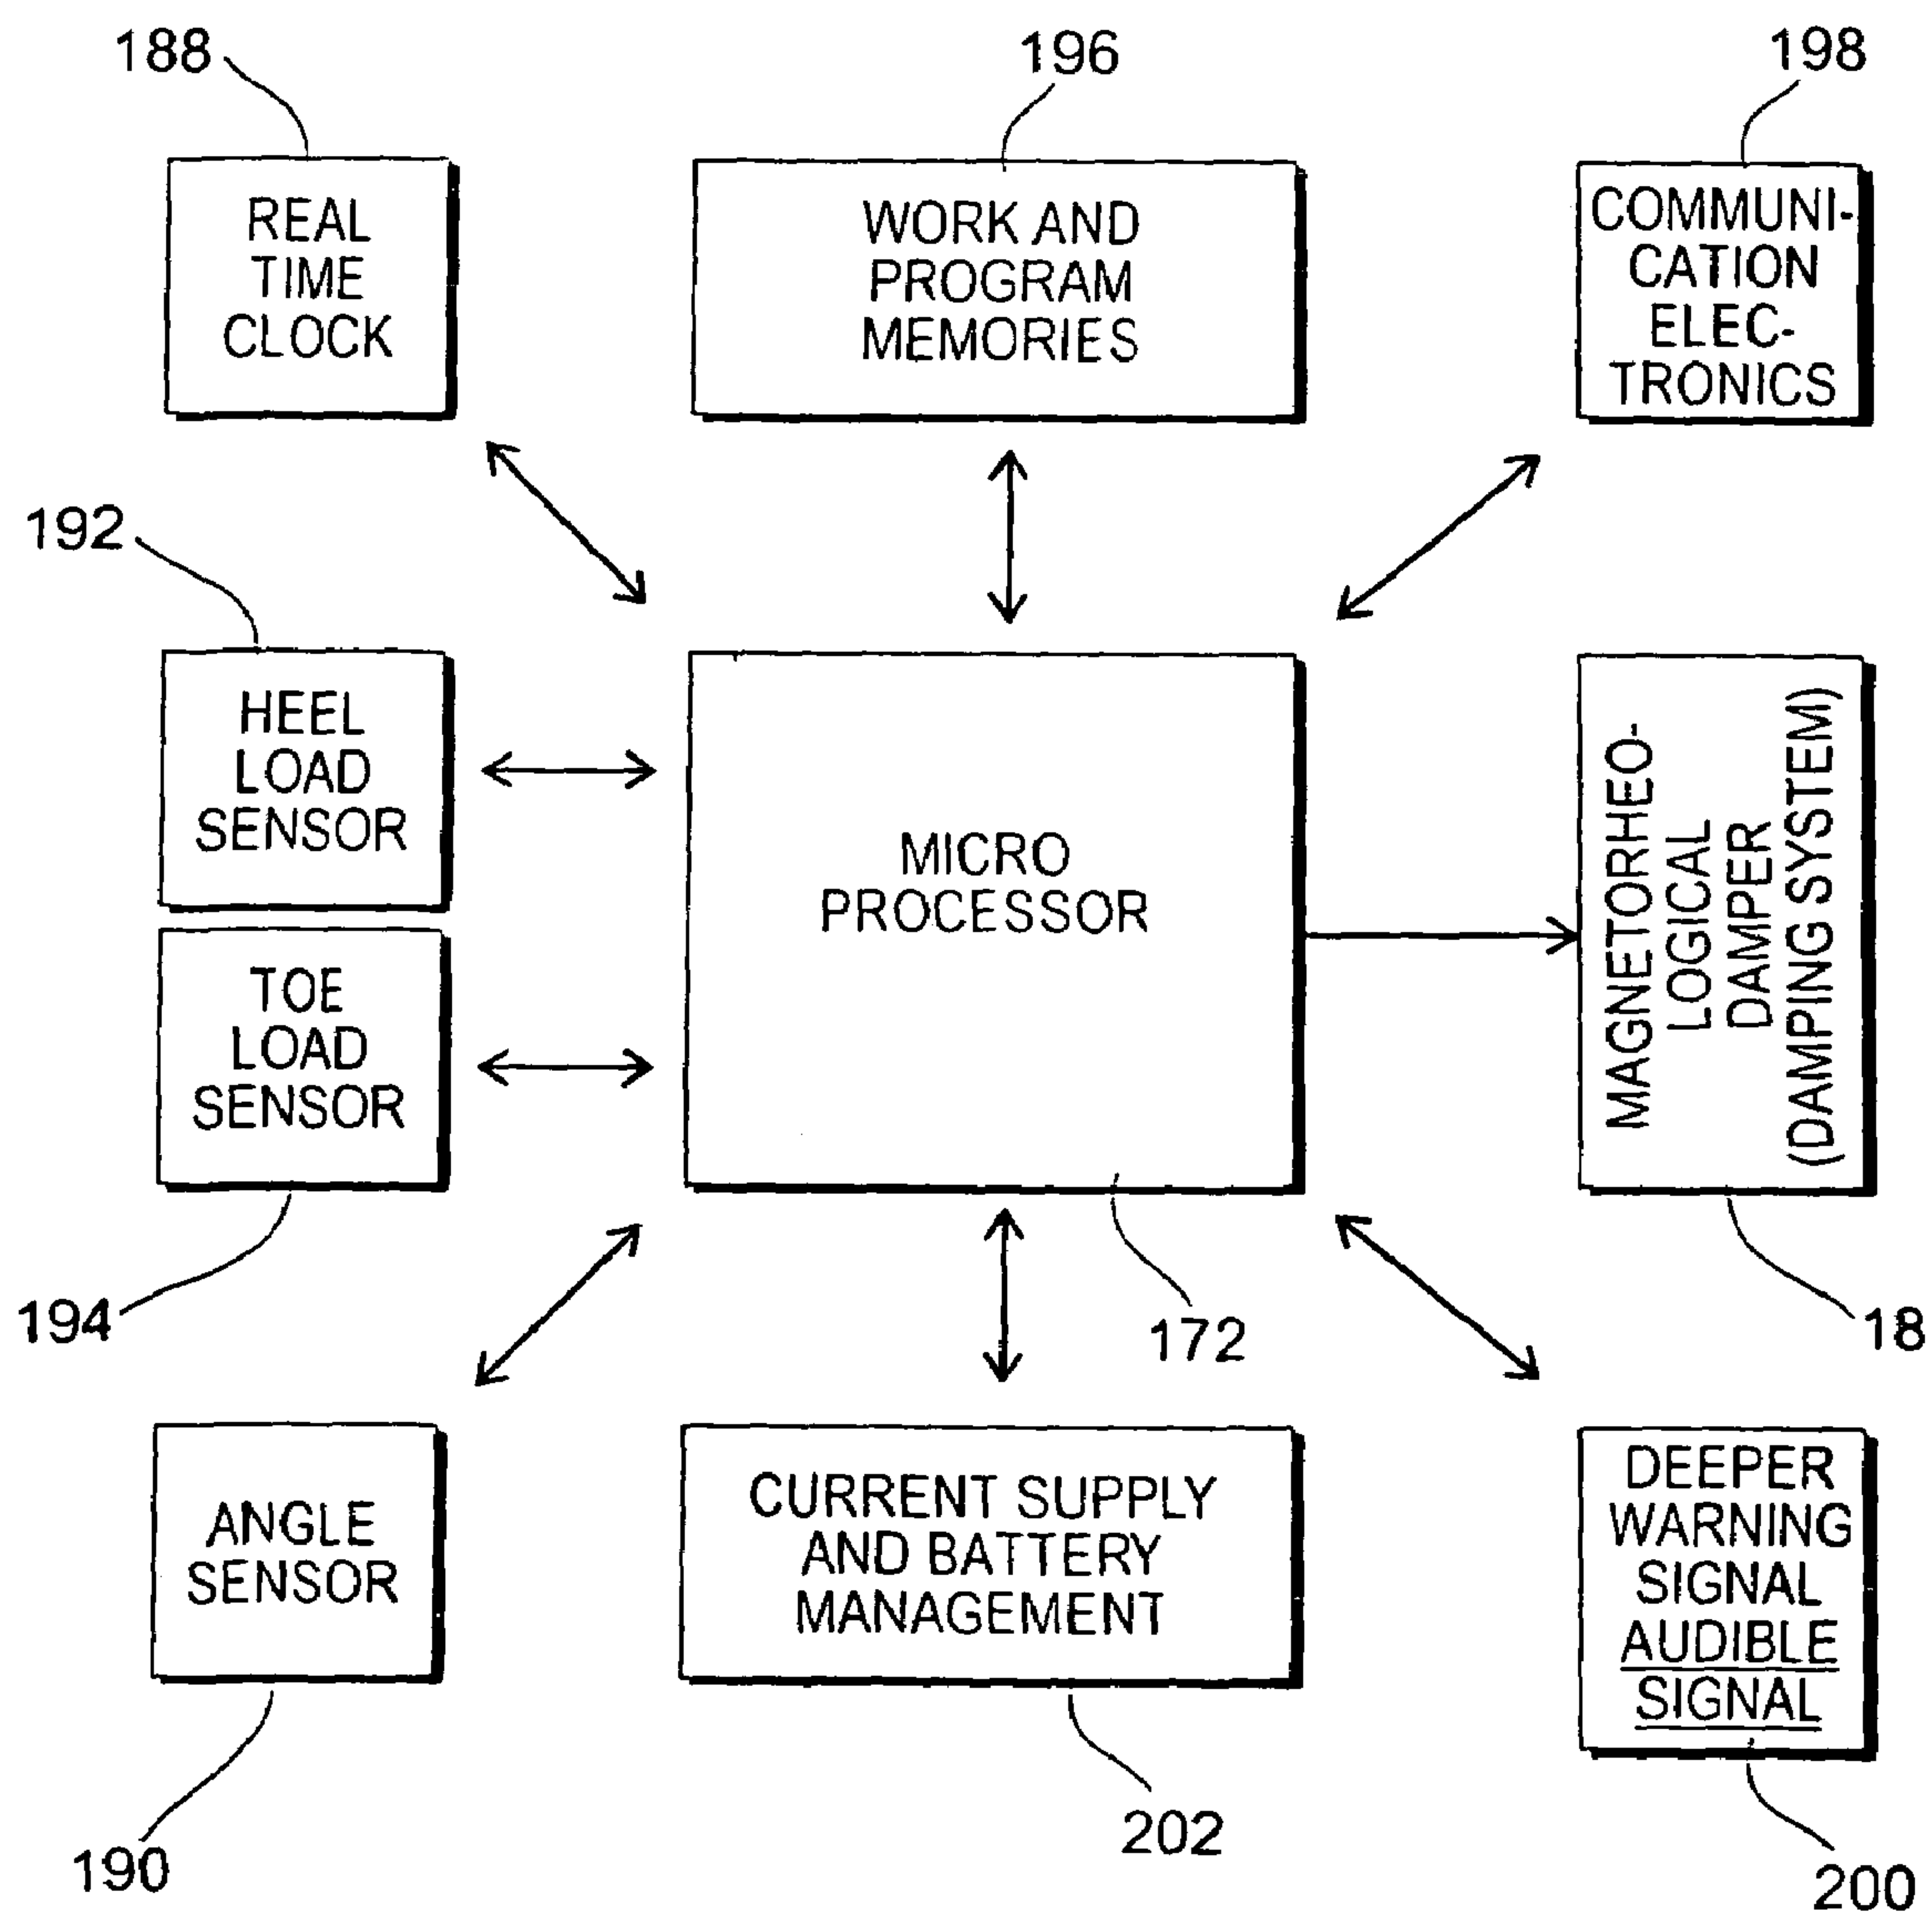 188
196
198
REAL
TIME
CLOCK
WORK AND
PROGRAM
MEMORIES
COMMUNI-
CATION
ELEC-
TRONICS
192
HEEL
LOAD
SENSOR
TOE
LOAD
SENSOR
194
MICRO
PROCESSOR
172
MAGNETORHEO-
LOGICAL
DAMPER
(DAMPING SYSTEM)
18
ANGLE
SENSOR
190
CURRENT SUPPLY
AND BATTERY
MANAGEMENT
202
DEEPER
WARNING
SIGNAL
AUDIBLE
SIGNAL
200